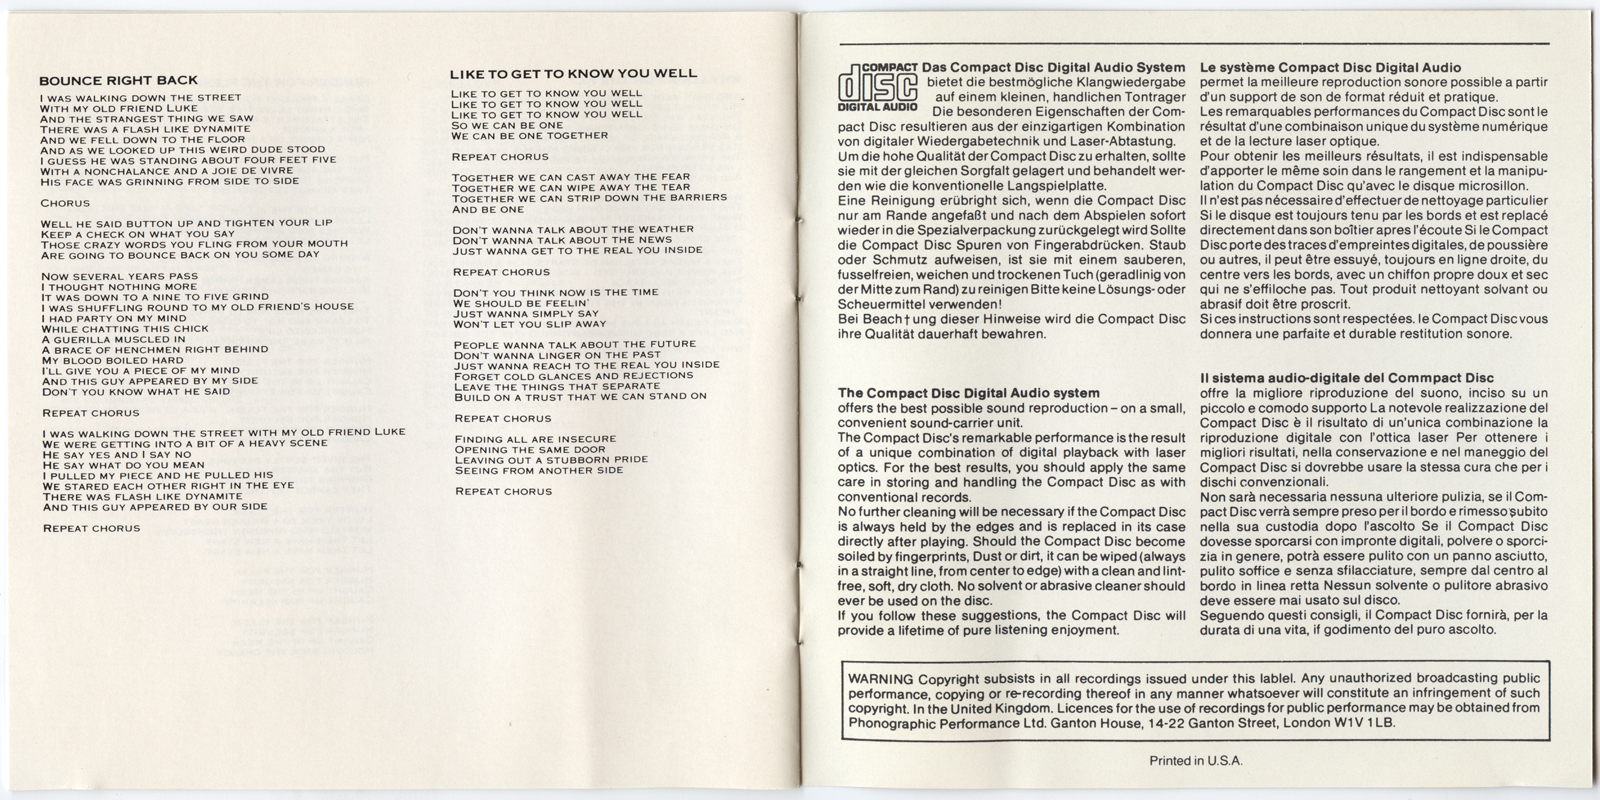 BOUNCE RIGHT BACK
I WAS WALKING DOWN THE STREET
WITH MY OLD FRIEND LUKE
AND THE STRANGEST THING WE SAW
THERE WAS A FLASH LIKE DYNAMITE
AND WE FELL DOWN TO THE FLOOR
AND AS WE LOOKED UP THIS WEIRD DUDE STOOD
I GUESS HE WAS STANDING ABOUT FOUR FEET FIVE
WITH A NONCHALANCE AND A JOIE DE VIVRE
HIS FACE WAS GRINNING FROM SIDE TO SIDE
CHORUS
WELL HE SAID BUTTON UP AND TIGHTEN YOUR LIP
KEEP A CHECK ON WHAT YOU SAY
THOSE CRAZY WORDS YOU FLING FROM YOUR MOUTH
ARE GOING TO BOUNCE BACK ON YOU SOME DAY
NOW SEVERAL YEARS PASS
I THOUGHT NOTHING MORE
IT WAS DOWN TO A NINE TO FIVE GRIND
I WAS SHUFFLING ROUND TO MY OLD FRIEND'S HOUSE
I HAD PARTY ON MY MIND
WHILE CHATTING THIS CHICK
A GUERILLA MUSCLED IN
A BRACE OF HENCHMEN RIGHT BEHIND
MY BLOOD BOILED HARD
I'LL GIVE YOU A PIECE OF MY MIND
AND THIS GUY APPEARED BY MY SIDE
DON'T YOU KNOW WHAT HE SAID
REPEAT CHORUS
I WAS WALKING DOWN THE STREET WITH MY OLD FRIEND LUKE
WE WERE GETTING INTO A BIT OF A HEAVY SCENE
HE SAY YES AND I SAY NO
HE SAY WHAT DO YOU MEAN
I PULLED MY PIECE AND HE PULLED HIS
WE STARED EACH OTHER RIGHT IN THE EYE
THERE WAS FLASH LIKE DYNAMITE
AND THIS GUY APPEARED BY OUR SIDE
REPEAT CHORUS
LIKE TO GET TO KNOW YOU WELL
LIKE TO GET TO KNOW YOU WELL
LIKE TO GET TO KNOW YOU WELL
LIKE TO GET TO KNOW YOU WELL
SO WE CAN BE ONE
WE CAN BE ONE TOGETHER
REPEAT CHORUS
TOGETHER WE CAN CAST AWAY THE FEAR
TOGETHER WE CAN WIPE AWAY THE TEAR
TOGETHER WE CAN STRIP DOWN THE BARRIERS
AND BE ONE
DON'T WANNA TALK ABOUT THE WEATHER
DON'T WANNA TALK ABOUT THE NEWS
JUST WANNA GET TO THE REAL YOU INSIDE
REPEAT CHORUS
DON'T YOU THINK NOW IS THE TIME
WE SHOULD BE FEELIN'
JUST WANNA SIMPLY SAY
WON'T LET YOU SLIP AWAY
PEOPLE WANNA TALK ABOUT THE FUTURE
DON'T WANNA LINGER ON THE PAST
JUST WANNA REACH TO THE REAL YOU INSIDE
FORGET COLD GLANCES AND REJECTIONS
LEAVE THE THINGS THAT SEPARATE
BUILD ON A TRUST THAT WE CAN STAND ON
REPEAT CHORUS
FINDING ALL ARE INSECURE
OPENING THE SAME DOOR
LEAVING OUT A STUBBORN PRIDE
SEEING FROM ANOTHER SIDE
REPEAT CHORUS
COMPACT
disc
DIGITAL AUDIO
Das Compact Disc Digital Audio System
bietet die bestmögliche Klangwiedergabe
auf einem kleinen, handlichen Tontrager
Die besonderen Eigenschaften der Com-
pact Disc resultieren aus der einzigartigen Kombination
von digitaler Wiedergabetechnik und Laser-Abtastung.
Um die hohe Qualität der Compact Disc zu erhalten, sollte
sie mit der gleichen Sorgfalt gelagert und behandelt wer-
den wie die konventionelle Langspielplatte.
Eine Reinigung erübrigt sich, wenn die Compact Disc
nur am Rande angefaßt und nach dem Abspielen sofort
wieder in die Spezialverpackung zurückgelegt wird Sollte
die Compact Disc Spuren von Fingerabdrücken. Staub
oder Schmutz aufweisen, ist sie mit einem sauberen,
fusselfreien, weichen und trockenen Tuch (geradlinig von
der Mitte zum Rand) zu reinigen Bitte keine Lösungs- oder
Scheuermittel verwenden!
Bei Beach†ung dieser Hinweise wird die Compact Disc
ihre Qualität dauerhaft bewahren.
The Compact Disc Digital Audio system
offers the best possible sound reproduction – on a small,
convenient sound-carrier unit.
The Compact Disc's remarkable performance is the result
of a unique combination of digital playback with laser
optics. For the best results, you should apply the same
care in storing and handling the Compact Disc as with
conventional records.
No further cleaning will be necessary if the Compact Disc
is always held by the edges and is replaced in its case
directly after playing. Should the Compact Disc become
soiled by fingerprints, Dust or dirt, it can be wiped (always
in a straight line, from center to edge) with a clean and lint-
free, soft, dry cloth. No solvent or abrasive cleaner should
ever be used on the disc.
If you follow these suggestions, the Compact Disc will
provide a lifetime of pure listening enjoyment.
Le système Compact Disc Digital Audio
permet la meilleure reproduction sonore possible a partir
d'un support de son de format réduit et pratique.
Les remarquables performances du Compact Disc sont le
résultat d'une combinaison unique du système numérique
et de la lecture laser optique.
Pour obtenir les meilleurs résultats, il est indispensable
d'apporter le même soin dans le rangement et la manipu-
lation du Compact Disc qu'avec le disque microsillon.
Il n'est pas nécessaire d'effectuer de nettoyage particulier
Si le disque est toujours tenu par les bords et est replacé
directement dans son boîtier apres l'écoute Si le Compact
Disc porte des traces d'empreintes digitales, de poussière
ou autres, il peut être essuyé, toujours en ligne droite, du
centre vers les bords, avec un chiffon propre doux et sec
qui ne s'effiloche pas. Tout produit nettoyant solvant ou
abrasif doit être proscrit.
Si ces instructions sont respectées. le Compact Disc vous
donnera une parfaite et durable restitution sonore.
Il sistema audio-digitale del Commpact Disc
offre la migliore riproduzione del suono, inciso su un
piccolo e comodo supporto La notevole realizzazione del
Compact Disc è il risultato di un'unica combinazione la
riproduzione digitale con l'ottica laser Per ottenere i
migliori risultati, nella conservazione e nel maneggio del
Compact Disc si dovrebbe usare la stessa cura che per i
dischi convenzionali.
Non sarà necessaria nessuna ulteriore pulizia, se il Com-
pact Disc verrà sempre preso per il bordo e rimesso subito
nella sua custodia dopo l'ascolto Se il Compact Disc
dovesse sporcarsi con impronte digitali, polvere o sporci-
zia in genere, potrà essere pulito con un panno asciutto,
pulito soffice e senza sfilacciature, sempre dal centro al
bordo in linea retta Nessun solvente o pulitore abrasivo
deve essere mai usato sul disco.
Seguendo questi consigli, il Compact Disc fornirà, per la
durata di una vita, if godimento del puro ascolto.
WARNING Copyright subsists in all recordings issued under this lablel. Any unauthorized broadcasting public
performance, copying or re-recording thereof in any manner whatsoever will constitute an infringement of such
copyright. In the United Kingdom. Licences for the use of recordings for public performance may be obtained from
Phonographic Performance Ltd. Ganton House, 14-22 Ganton Street, London W1V 1LB.
Printed in U.S.A.